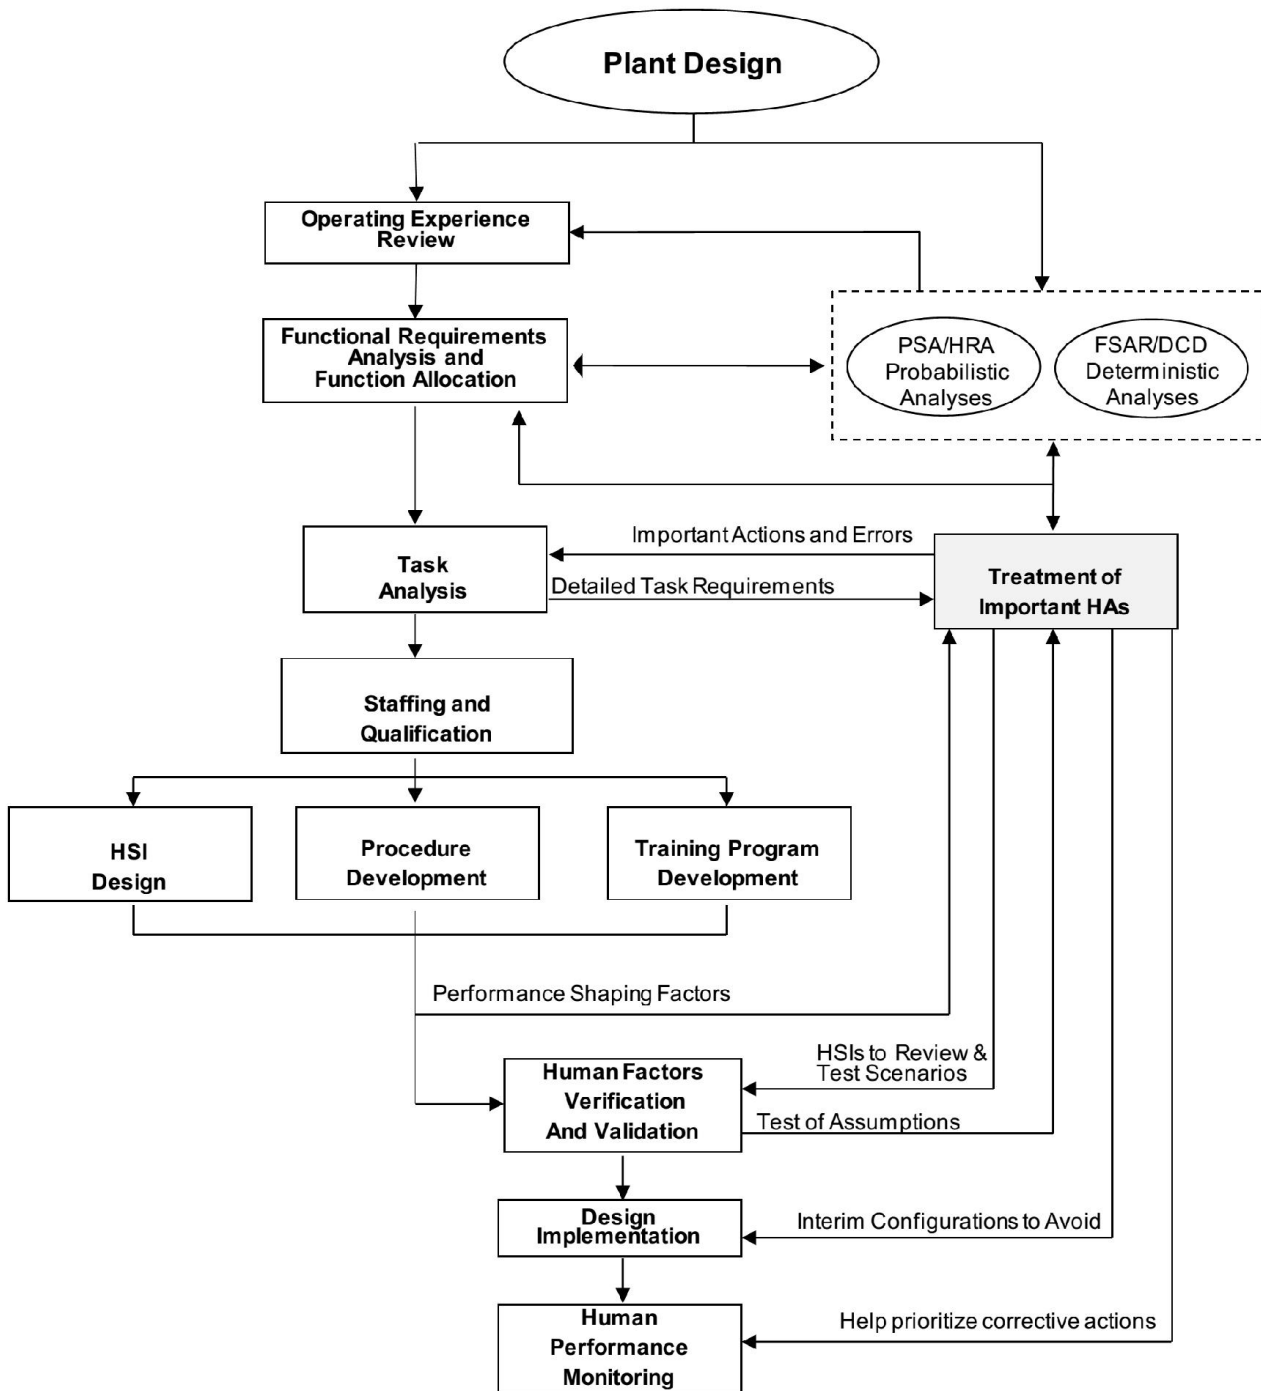 Plant Design
Operating Experience
Review
Functional Requirements
Analysis and
Function Allocation
PSA/HRA
Probabilistic
Analyses
FSAR/DCD
Deterministic
Analyses
Important Actions and Errors
Task
Analysis
Detailed Task Requirements
Treatment of
Important HAs
Staffing and
Qualification
HSI
Design
Procedure
Development
Training Program
Development
Performance Shaping Factors
HSIs to Review &
Test Scenarios
Human Factors
Verification
And Validation
Test of Assumptions
Design
Implementation
Interim Configurations to Avoid
Human
Performance
Monitoring
Help prioritize corrective actions